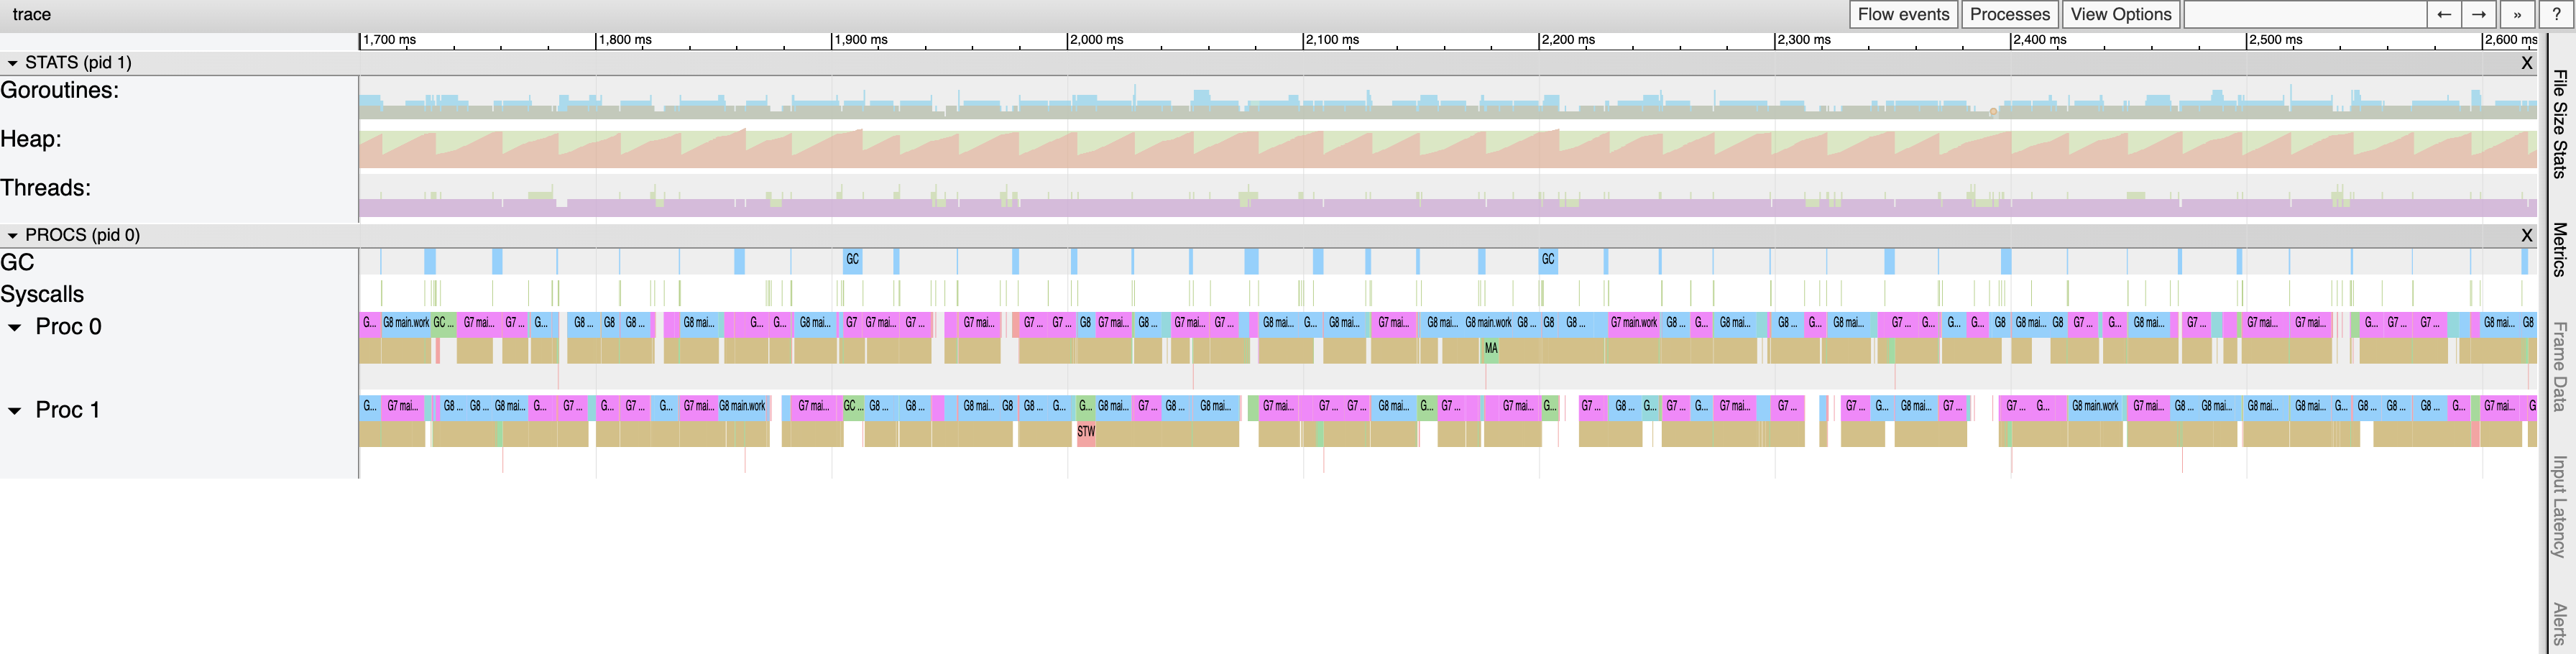 trace Flow events Processes View Options ← → » ?
1,700 ms 1,800 ms 1,900 ms 2,000 ms 2,100 ms 2,200 ms 2,300 ms 2,400 ms 2,500 ms 2,600 ms
STATS (pid 1) X
Goroutines:
Heap:
Threads:
PROCS (pid 0) X
GC GC GC
Syscalls
Proc 0
G... G8 main.work GC ... G7 mai... G7 ... G... G8 ... G8 G8 ... G8 mai... G... G... G8 mai... G7 G7 mai... G7 ... G7 mai... G7 ... G7 ... G8 G7 mai... G8 ... G7 mai... G7 ... G8 mai... G... G8 mai... G7 mai... G8 mai... G8 main.work G8 ... G8 G8 ... G7 main.work G8 ... G... G8 mai... G8 ... G... G8 mai... G7 ... G... G... G... G8 G8 mai... G8 G7 ... G... G8 mai... G7 ... G7 mai... G7 mai... G... G7 ... G7 ... G8 mai... G8
MA
Proc 1
G... G7 mai... G8 ... G8 ... G8 mai... G... G7 ... G... G7 ... G... G7 mai... G8 main.work G7 mai... GC ... G8 ... G8 ... G8 mai... G8 G8 ... G... G... G8 mai... G7 ... G8 ... G8 mai... G7 mai... G7 ... G7 ... G8 mai... G... G7 ... G7 mai... G... G7 ... G8 ... G... G7 ... G... G7 mai... G7 ... G7 ... G... G8 mai... G7 ... G7 ... G... G8 main.work G7 mai... G8 ... G8 mai... G8 mai... G8 mai... G... G8 ... G8 ... G8 ... G... G7 mai... G
STW
File Size Stats
Metrics
Frame Data
Input Latency
Alerts